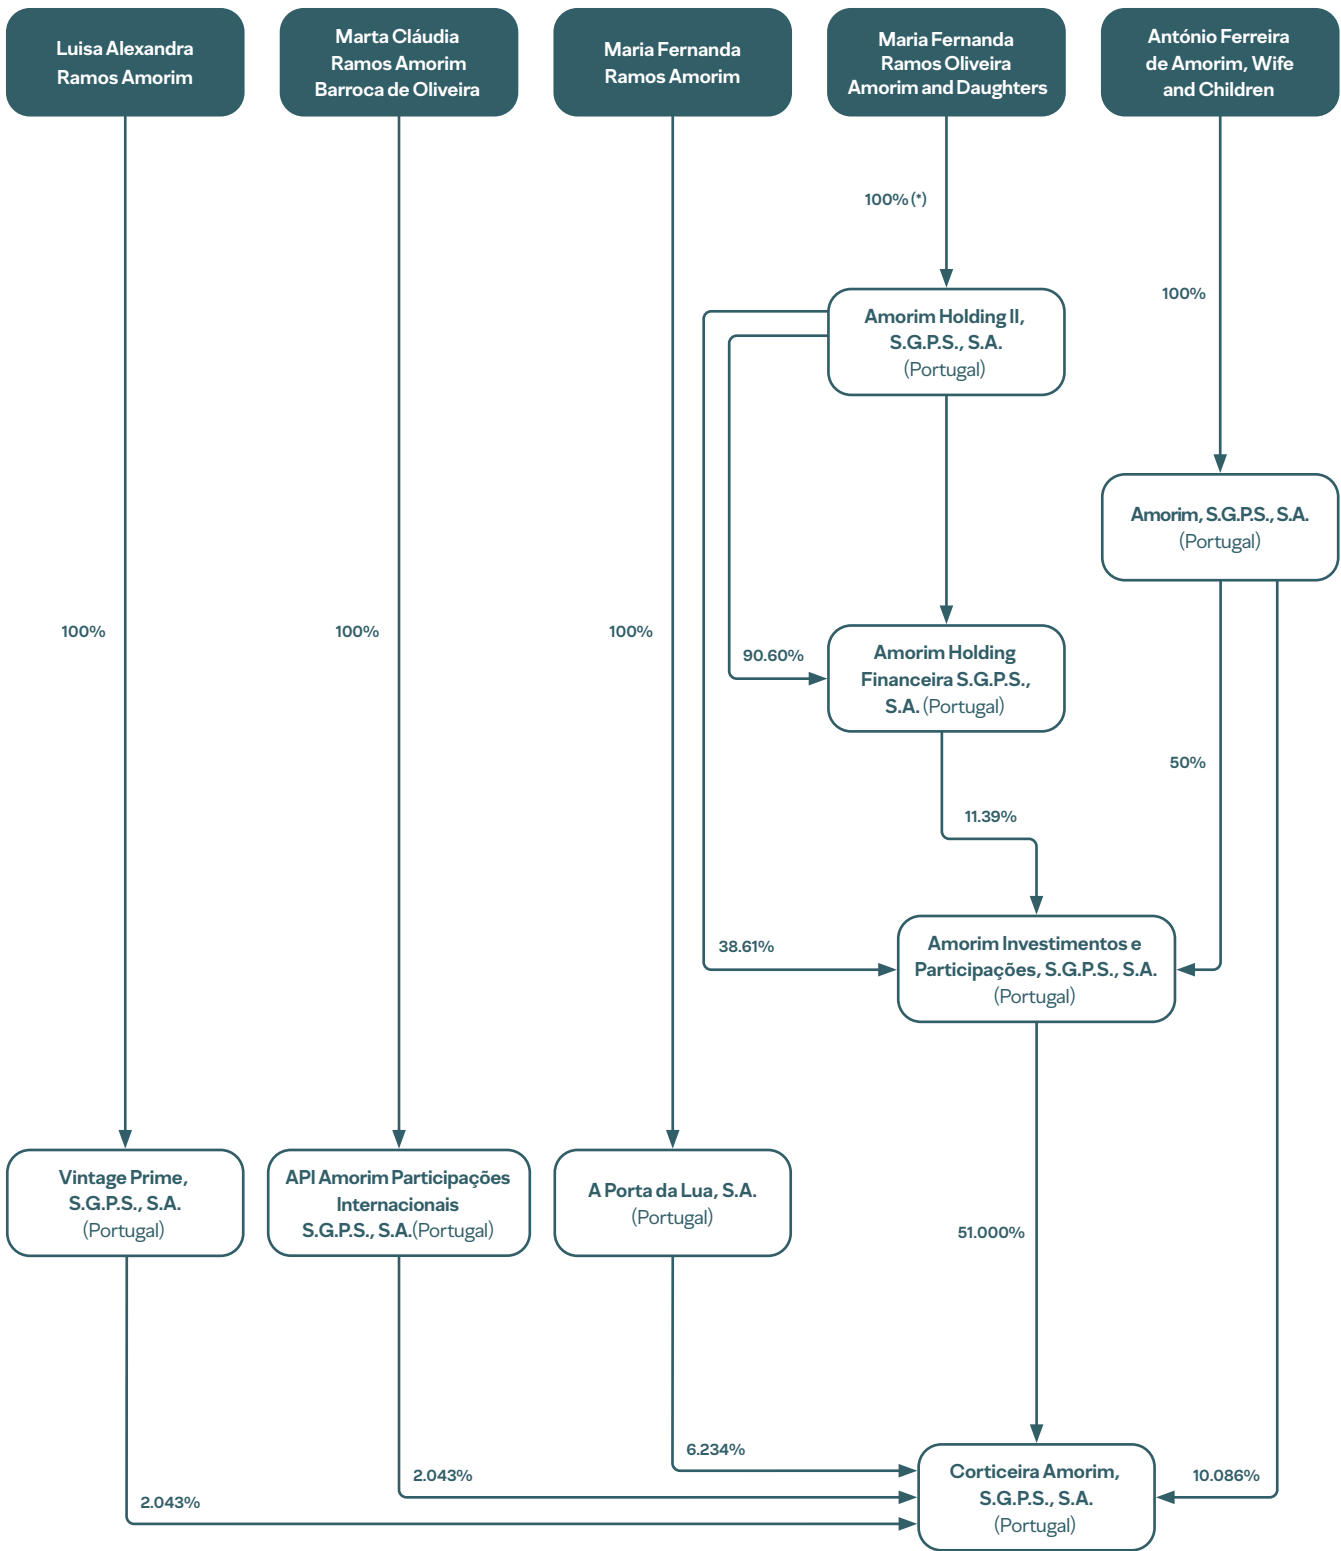 Luisa Alexandra
Ramos Amorim
Marta Cláudia
Ramos Amorim
Barroca de Oliveira
Maria Fernanda
Ramos Amorim
Maria Fernanda
Ramos Oliveira
Amorim and Daughters
António Ferreira
de Amorim, Wife
and Children
100% (*)
100%
Amorim Holding II,
S.G.P.S., S.A.
(Portugal)
Amorim, S.G.P.S., S.A.
(Portugal)
100%
100%
100%
90.60%
Amorim Holding
Financeira S.G.P.S.,
S.A. (Portugal)
50%
11.39%
38.61%
Amorim Investimentos e
Participações, S.G.P.S., S.A.
(Portugal)
Vintage Prime,
S.G.P.S., S.A.
(Portugal)
API Amorim Participações
Internacionais
S.G.P.S., S.A.(Portugal)
A Porta da Lua, S.A.
(Portugal)
51.000%
6.234%
2.043%
2.043%
Corticeira Amorim,
S.G.P.S., S.A.
(Portugal)
10.086%